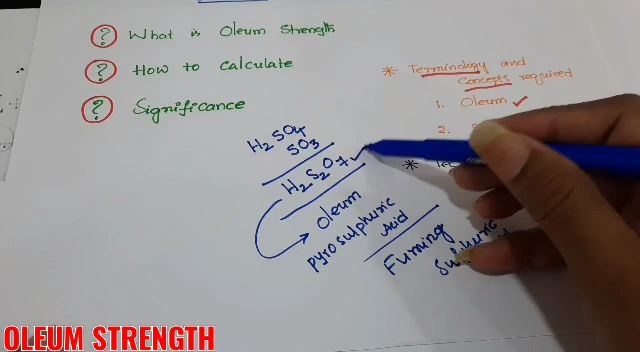 ? What is Oleum Strength
? How to Calculate
? Significance
* Terminology and
Concepts required
1. Oleum ✓
2.
*
H2SO4
SO3
H2S2O7 ✓
Oleum
pyrosulphuric
Acid
Fuming
Sulphuric
OLEUM STRENGTH